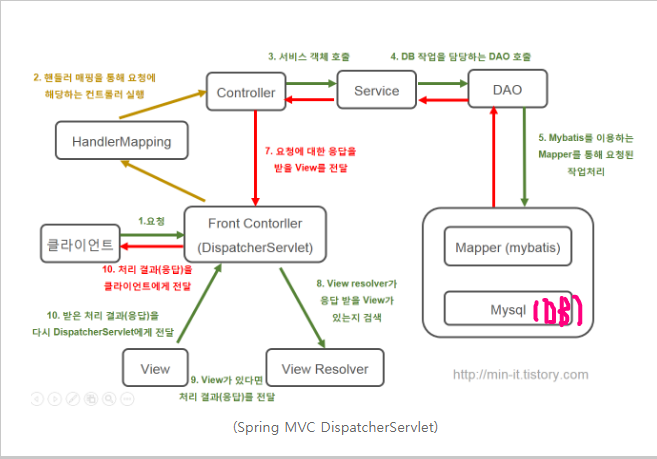 3. 서비스 객체 호출
4. DB 작업을 담당하는 DAO 호출
2. 핸들러 매핑을 통해 요청에
해당하는 컨트롤러 실행
Controller
Service
DAO
HandlerMapping
7. 요청에 대한 응답을
받을 View를 전달
5. Mybatis를 이용하는
Mapper를 통해 요청된
작업처리
1.요청
클라이언트
Front Contorller
(DispatcherServlet)
Mapper (mybatis)
10. 처리 결과(응답)을
클라이언트에게 전달
8. View resolver가
응답 받을 View가
있는지 검색
10. 받은 처리 결과(응답)을
다시 DispatcherServlet에게 전달
Mysql (DB)
View
View Resolver
9. View가 있다면
처리 결과(응답)를 전달
http://min-it.tistory.com
(Spring MVC DispatcherServlet)